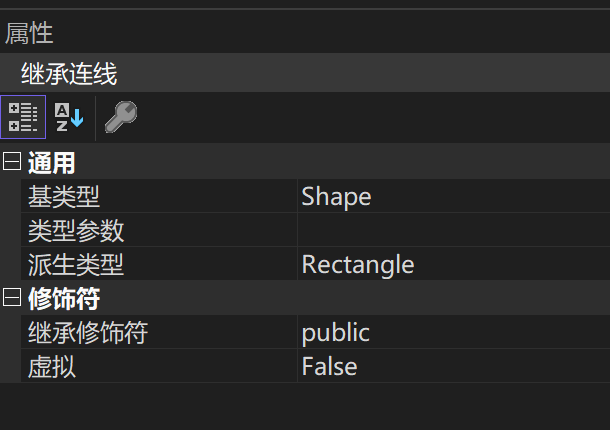 属性
继承连线
通用
基类型 Shape
类型参数
派生类型 Rectangle
修饰符
继承修饰符 public
虚拟 False